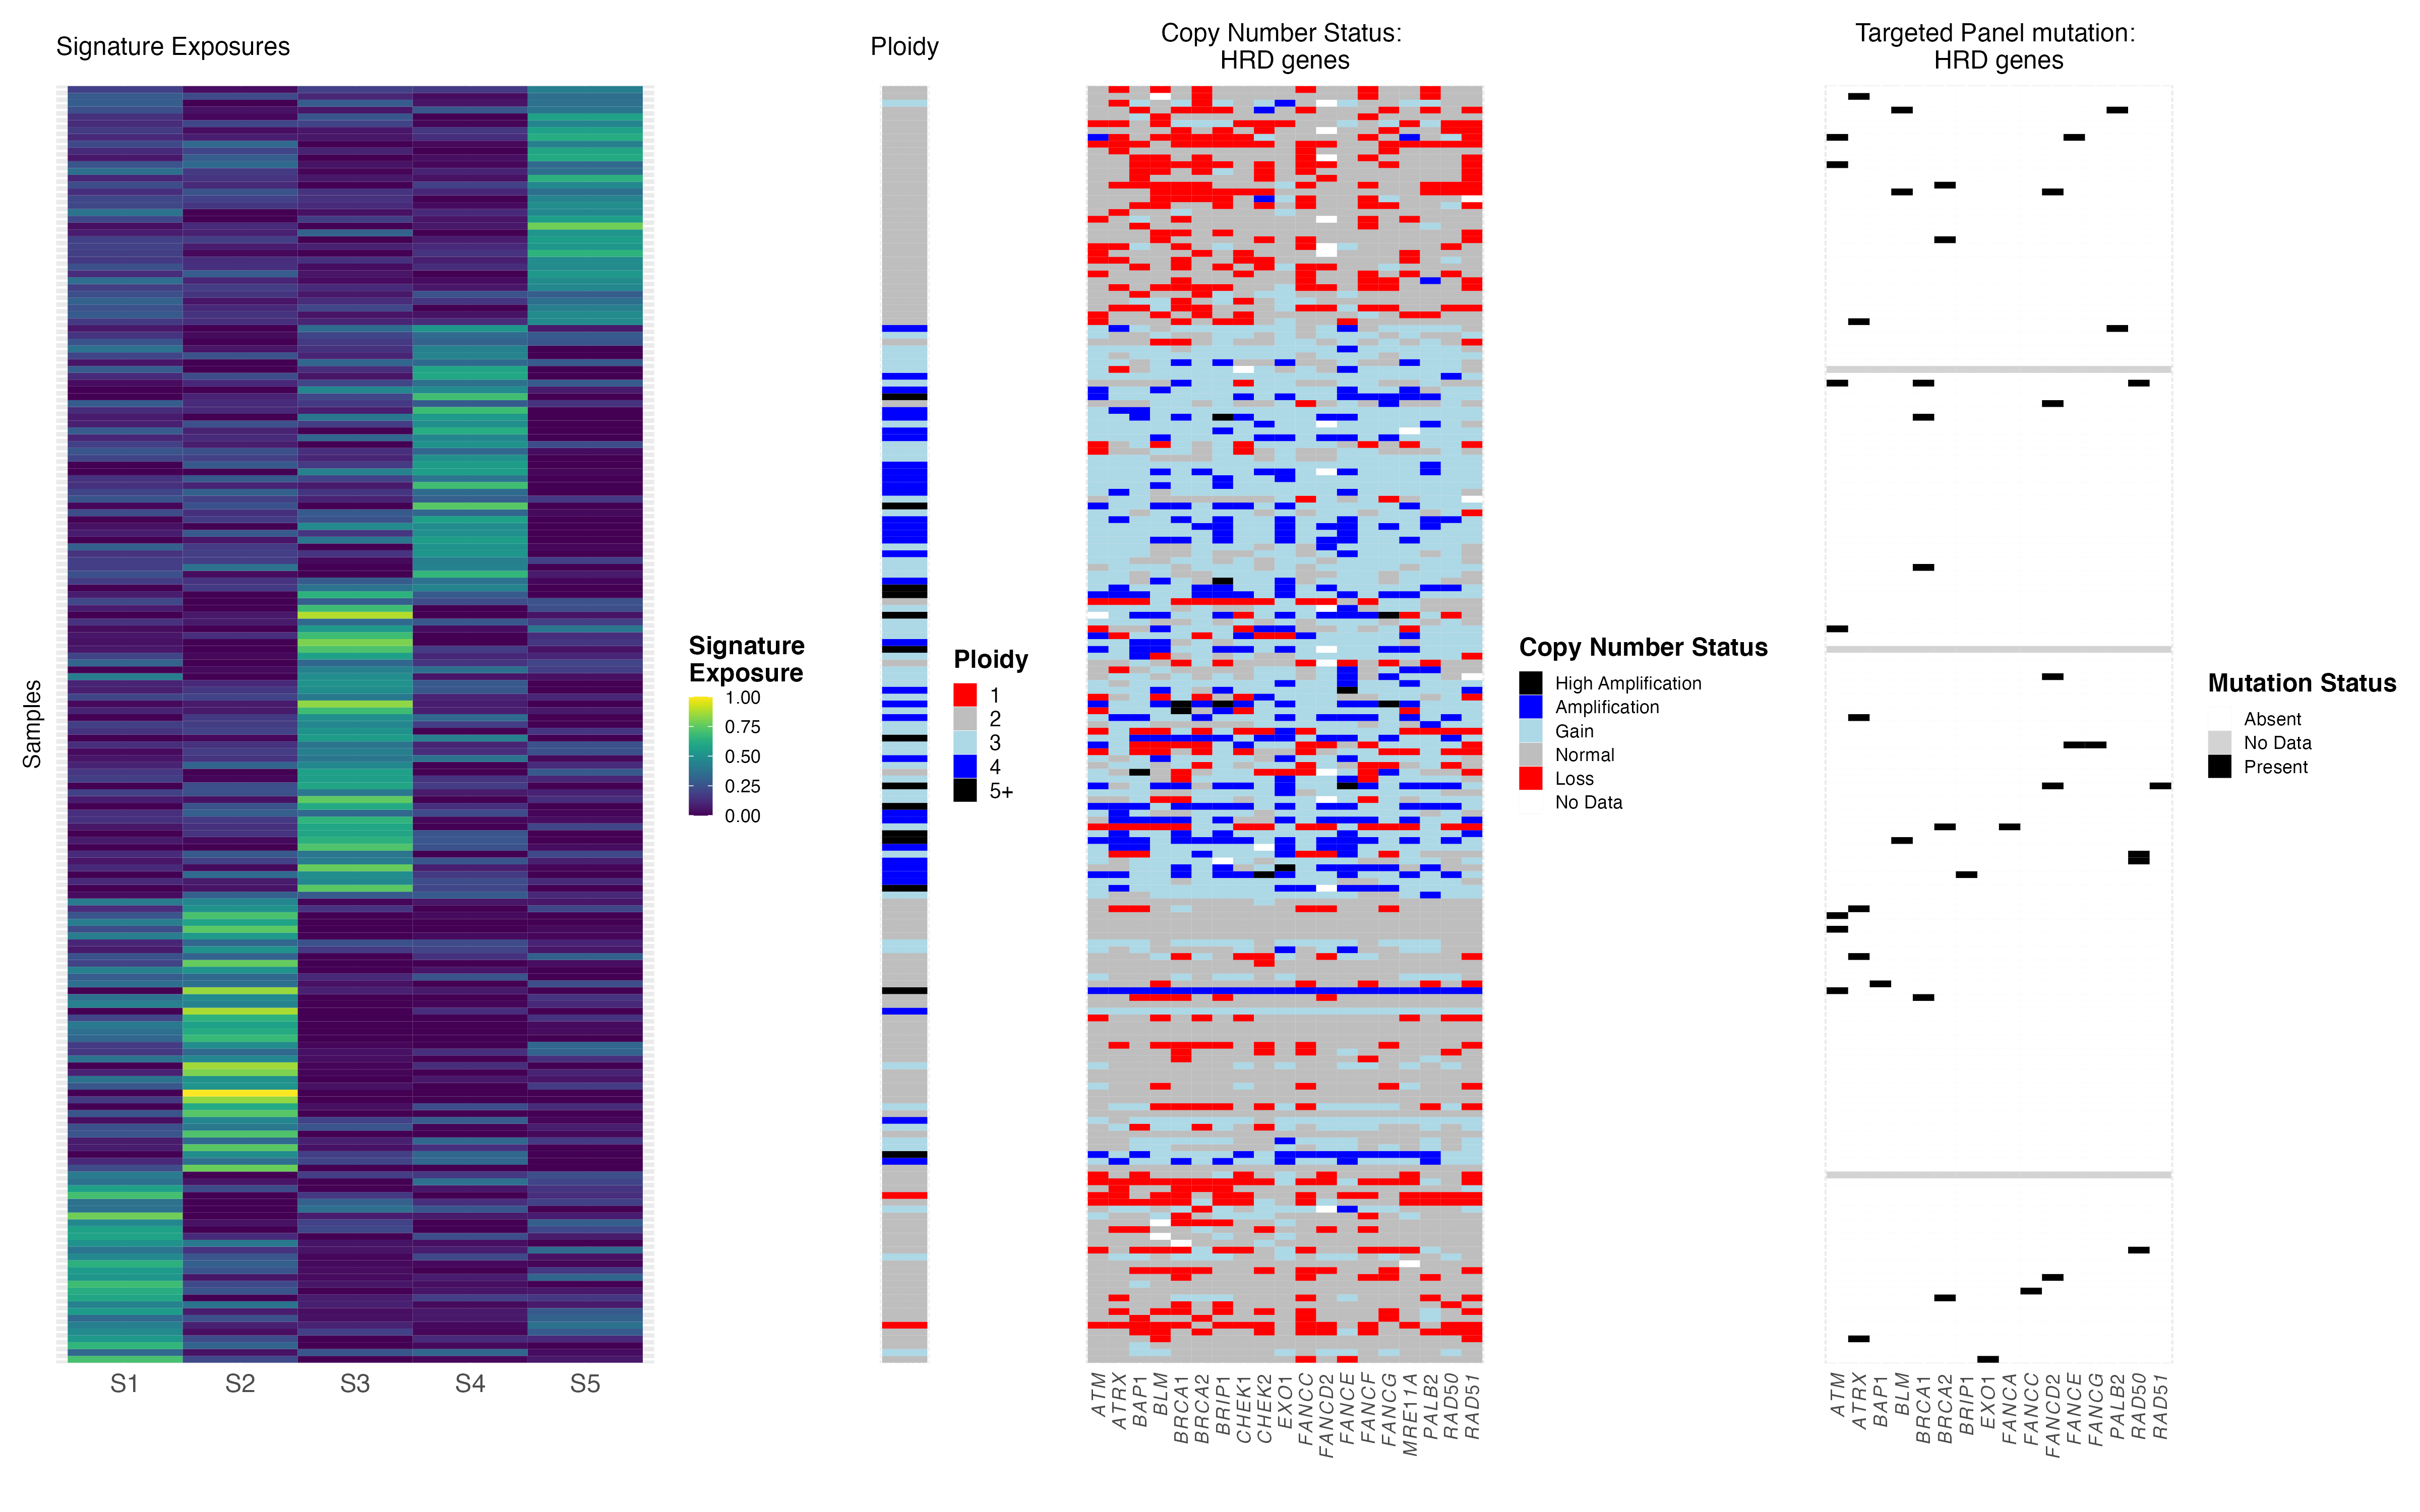 Signature Exposures
Samples
S1
S2
S3
S4
S5
Signature
Exposure
1.00
0.75
0.50
0.25
0.00
Ploidy
Ploidy
1
2
3
4
5+
Copy Number Status:
HRD genes
ATM
ATRX
BAP1
BLM
BRCA1
BRCA2
BRIP1
CHEK1
CHEK2
EXO1
FANCC
FANCD2
FANCE
FANCF
FANCG
MRE11A
PALB2
RAD50
RAD51
Copy Number Status
High Amplification
Amplification
Gain
Normal
Loss
No Data
Targeted Panel mutation:
HRD genes
ATM
ATRX
BAP1
BLM
BRCA1
BRCA2
BRIP1
EXO1
FANCA
FANCC
FANCD2
FANCE
FANCG
PALB2
RAD50
RAD51
Mutation Status
Absent
No Data
Present